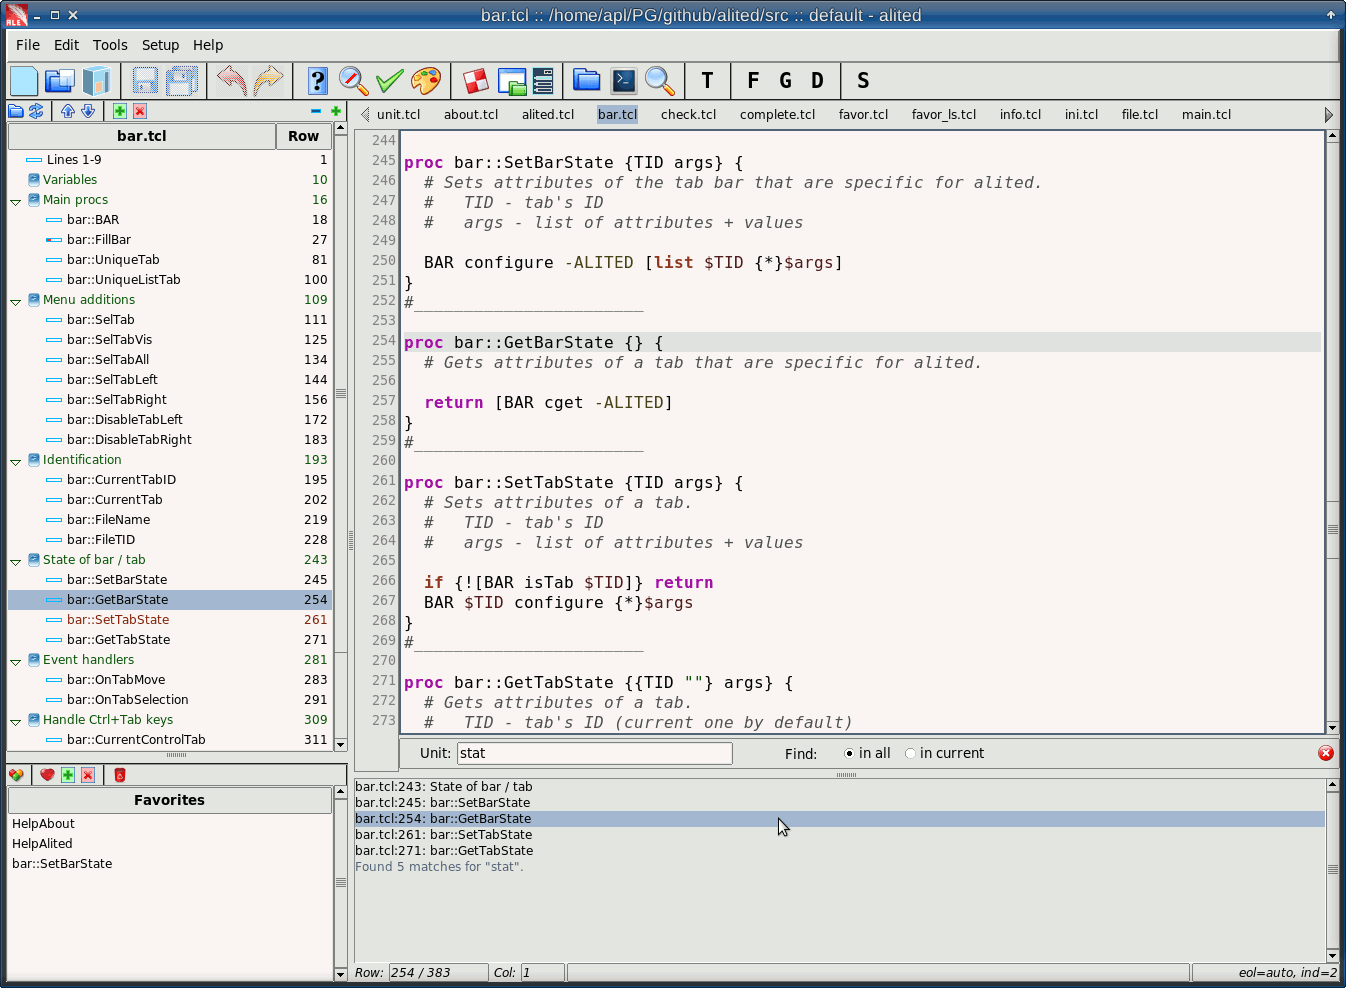 bar.tcl :: /home/apl/PG/github/alited/src :: default - alited
ALE
File Edit Tools Setup Help
T F G D S
unit.tcl about.tcl alited.tcl bar.tcl check.tcl complete.tcl favor.tcl favor_ls.tcl info.tcl ini.tcl file.tcl main.tcl
bar.tcl Row
Lines 1-9 1
Variables 10
Main procs 16
bar::BAR 18
bar::FillBar 27
bar::UniqueTab 81
bar::UniqueListTab 100
Menu additions 109
bar::SelTab 111
bar::SelTabVis 125
bar::SelTabAll 134
bar::SelTabLeft 144
bar::SelTabRight 156
bar::DisableTabLeft 172
bar::DisableTabRight 183
Identification 193
bar::CurrentTabID 195
bar::CurrentTab 202
bar::FileName 219
bar::FileTID 228
State of bar / tab 243
bar::SetBarState 245
bar::GetBarState 254
bar::SetTabState 261
bar::GetTabState 271
Event handlers 281
bar::OnTabMove 283
bar::OnTabSelection 291
Handle Ctrl+Tab keys 309
bar::CurrentControlTab 311
Favorites
HelpAbout
HelpAlited
bar::SetBarState
244
245 proc bar::SetBarState {TID args} {
246   # Sets attributes of the tab bar that are specific for alited.
247   #   TID - tab's ID
248   #   args - list of attributes + values
249
250   BAR configure -ALITED [list $TID {*}$args]
251 }
252 #_______________________
253
254 proc bar::GetBarState {} {
255   # Gets attributes of a tab that are specific for alited.
256
257   return [BAR cget -ALITED]
258 }
259 #_______________________
260
261 proc bar::SetTabState {TID args} {
262   # Sets attributes of a tab.
263   #   TID - tab's ID
264   #   args - list of attributes + values
265
266   if {![BAR isTab $TID]} return
267   BAR $TID configure {*}$args
268 }
269 #_______________________
270
271 proc bar::GetTabState {{TID ""} args} {
272   # Gets attributes of a tab.
273   #   TID - tab's ID (current one by default)
Unit: stat Find: in all in current
bar.tcl:243: State of bar / tab
bar.tcl:245: bar::SetBarState
bar.tcl:254: bar::GetBarState
bar.tcl:261: bar::SetTabState
bar.tcl:271: bar::GetTabState
Found 5 matches for "stat".
Row: 254 / 383 Col: 1 eol=auto, ind=2